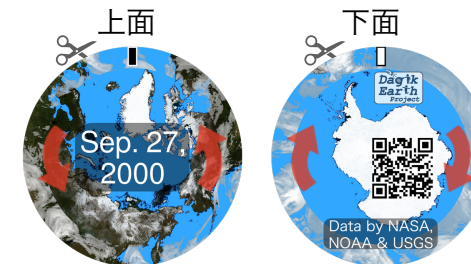 上面
下面
Sep. 27,
2000
Dagik
Earth
Project
Data by NASA,
NOAA & USGS